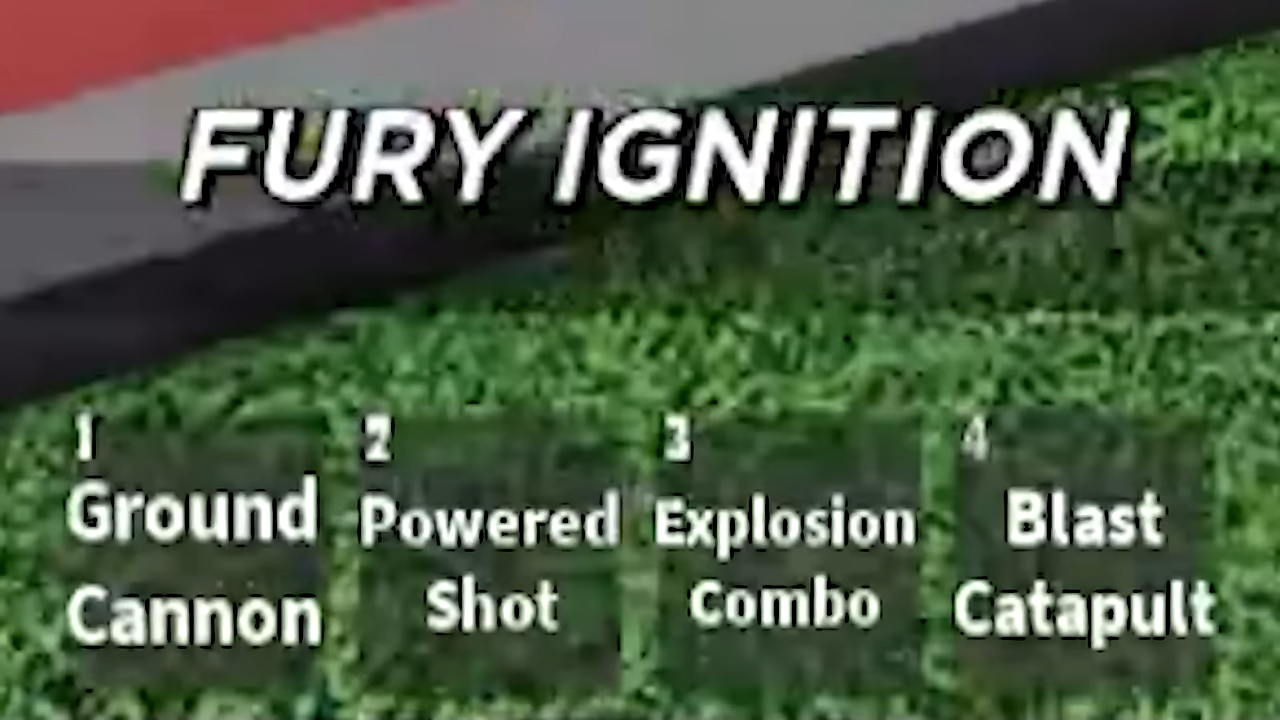 FURY IGNITION
1
Ground
Cannon
2
Powered
Shot
3
Explosion
Combo
4
Blast
Catapult